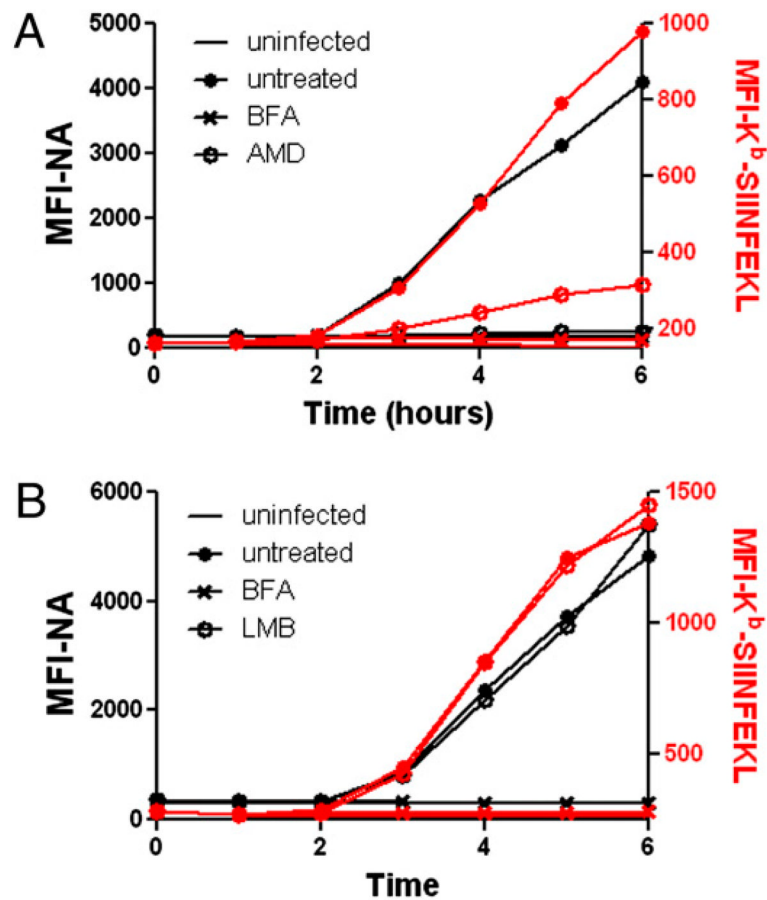 A
5000
4000
3000
2000
1000
0
MFI-NA
uninfected
untreated
BFA
AMD
1000
800
600
400
200
MFI-Kᵇ-SIINFEKL
0 2 4 6
Time (hours)
B
6000
4000
2000
0
MFI-NA
uninfected
untreated
BFA
LMB
1500
1000
500
MFI-Kᵇ-SIINFEKL
0 2 4 6
Time